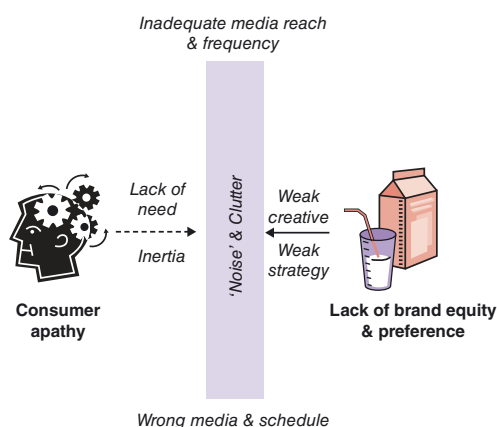 Inadequate media reach
& frequency
Lack of
need
Inertia
'Noise' & Clutter
Weak
creative
Weak
strategy
Consumer
apathy
Lack of brand equity
& preference
Wrong media & schedule